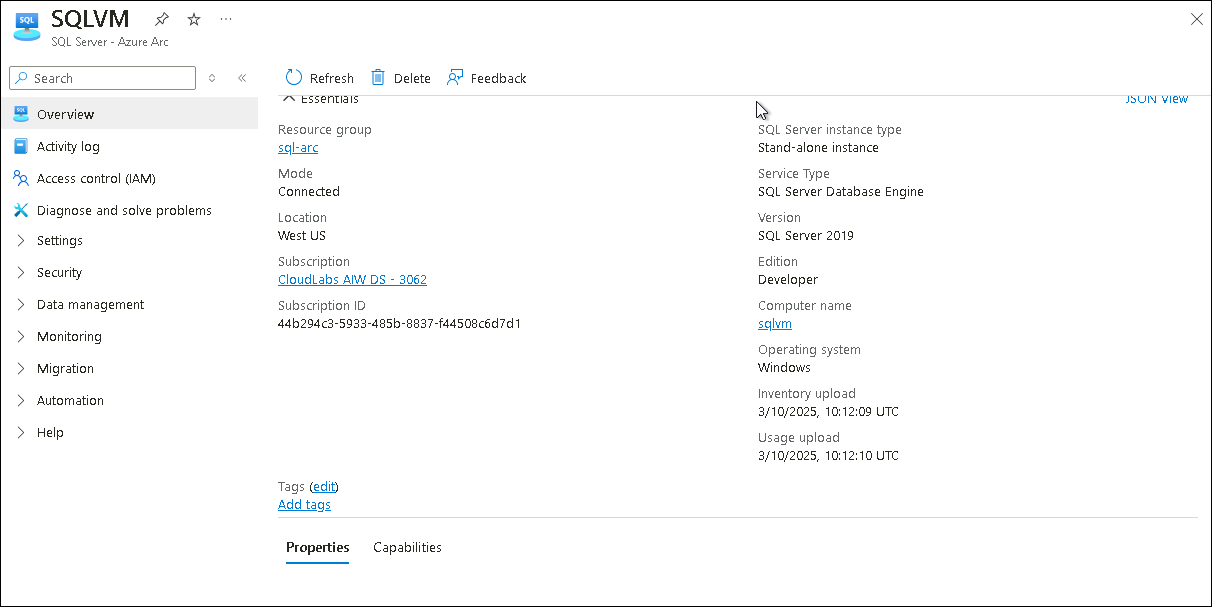 SQL
SQLVM
SQL Server - Azure Arc
Search
Refresh
Delete
Feedback
SQL
Overview
Activity log
Access control (IAM)
Diagnose and solve problems
Settings
Security
Data management
Monitoring
Migration
Automation
Help
Essentials
JSON View
Resource group
sql-arc
Mode
Connected
Location
West US
Subscription
CloudLabs AIW DS - 3062
Subscription ID
44b294c3-5933-485b-8837-f44508c6d7d1
SQL Server instance type
Stand-alone instance
Service Type
SQL Server Database Engine
Version
SQL Server 2019
Edition
Developer
Computer name
sqlvm
Operating system
Windows
Inventory upload
3/10/2025, 10:12:09 UTC
Usage upload
3/10/2025, 10:12:10 UTC
Tags (edit)
Add tags
Properties
Capabilities